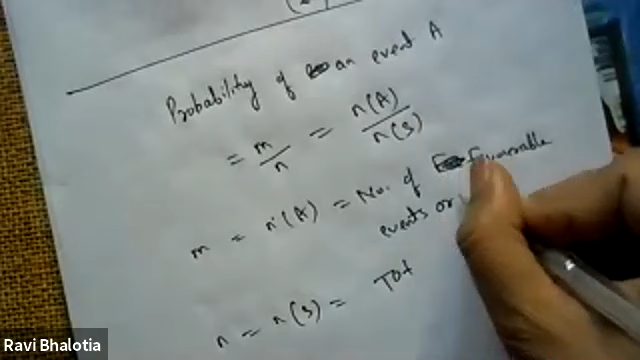 Probability of an event A
= m/n = n(A)/n(S)
m = n(A) = No. of Favourable
events or
n = n(S) = Tot
Ravi Bhalotia